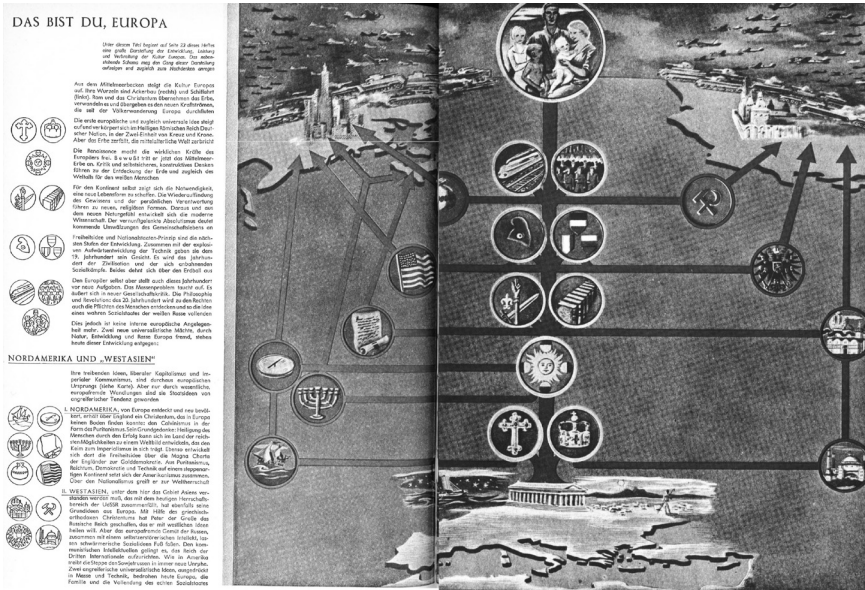 DAS BIST DU, EUROPA
Unter diesem Titel beginnt auf Seite 23 dieses Heftes
eine große Darstellung der Entwicklung, Leistung
und Verbreitung der Kultur Europas. Das neben-
stehende Schema mag den Gang dieser Darstellung
aufzeigen und zugleich zum Nachdenken anregen
Aus dem Mittelmeerbecken steigt die Kultur Europas
auf. Ihre Wurzeln sind Ackerbau (rechts) und Schiffahrt
(links). Rom und das Christentum übernehmen das Erbe,
verwandeln es und übergeben es den neuen Kraftströmen,
die seit der Völkerwanderung Europa durchfluten
Die erste europäische und zugleich universale Idee steigt
auf und verkörpert sich im Heiligen Römischen Reich Deut-
scher Nation, in der Zwei-Einheit von Kreuz und Krone.
Aber das Erbe zerfällt, die mittelalterliche Welt zerbricht
Die Renaissance macht die wirklichen Kräfte des
Europäers frei. Bewußt tritt er jetzt das Mittelmeer-
Erbe an. Kritik und selbstsicheres, konstruktives Denken
führen zu der Entdeckung der Erde und zugleich des
Weltalls für den weißen Menschen
Für den Kontinent selbst zeigt sich die Notwendigkeit,
eine neue Lebensform zu schaffen. Die Wiederauffindung
des Gewissens und der persönlichen Verantwortung
führen zu neuen, religiösen Formen. Daraus und aus
dem neuen Naturgefühl entwickelt sich die moderne
Wissenschaft. Der vernunftgelenkte Absolutismus deutet
kommende Umwälzungen des Gemeinschaftslebens an
Freiheitsidee und Nationalstaaten-Prinzip sind die näch-
sten Stufen der Entwicklung. Zusammen mit der explosi-
ven Aufwärtsentwicklung der Technik geben sie dem
19. Jahrhundert sein Gesicht. Es wird das Jahrhun-
dert der Zivilisation und der sich anbahnenden
Sozialkämpfe. Beides dehnt sich über den Erdball aus
Den Europäer selbst aber stellt auch dieses Jahrhundert
vor neue Aufgaben. Das Massenproblem taucht auf. Es
äußert sich in neuer Gesellschaftskritik. Die Philosophie
und Revolution: das 20. Jahrhundert wird zu den Rechten
auch die Pflichten des Menschen entdecken und so die Idee
eines wahren Sozialstaates der weißen Rasse vollenden
Dies jedoch ist keine interne europäische Angelegen-
heit mehr. Zwei neue universalistische Mächte, durch
Natur, Entwicklung und Rasse Europa fremd, stehen
heute dieser Entwicklung entgegen:
NORDAMERIKA UND „WESTASIEN"
Ihre treibenden Ideen, liberaler Kapitalismus und im-
perialer Kommunismus, sind durchaus europäischen
Ursprungs (siehe Karte). Aber nur durch wesentliche,
europafremde Wandlungen sind sie Staatsideen von
angreiferischer Tendenz geworden
I. NORDAMERIKA, von Europa entdeckt und neu bevöl-
kert, erhält über England ein Christentum, das in Europa
keinen Boden finden konnte: den Calvinismus in der
Form des Puritanismus. Sein Grundgedanke: Heiligung des
Menschen durch den Erfolg kann sich im Land der reich-
sten Möglichkeiten zu einem Weltbild entwickeln, das den
Keim zum Imperialismus in sich trägt. Ebenso entwickelt
sich dort die Freiheitsidee über die Magna Charta
der Engländer zur Golddemokratie. Aus Puritanismus,
Reichtum, Demokratie und Technik auf einem steppenar-
tigen Kontinent setzt sich der Amerikanismus zusammen.
Über den Nationalismus greift er zur Weltherrschaft
II. WESTASIEN, unter dem hier das Gebiet Asiens ver-
standen werden muß, das mit dem heutigen Herrschafts-
bereich der UdSSR zusammenfällt, hat ebenfalls seine
Grundideen aus Europa. Mit Hilfe des griechisch-
orthodoxen Christentums hat Peter der Große das
Russische Reich geschaffen, das er mit westlichen Ideen
heilen will. Aber das europafremde Gemüt der Russen,
zusammen mit einem selbstzerstörerischen Intellekt, las-
sen schwärmerische Sozialideen Fuß fassen. Den kom-
munistischen Intellektuellen gelingt es, das Reich der
Dritten Internationale aufzurichten. Wie in Amerika
treibt die Steppe den Sowjetrussen in immer neue Unruhe.
Zwei angreiferische universalistische Ideen, ausgedrückt
in Masse und Technik, bedrohen heute Europa, die
Familie und die Vollendung des echten Sozialstaates